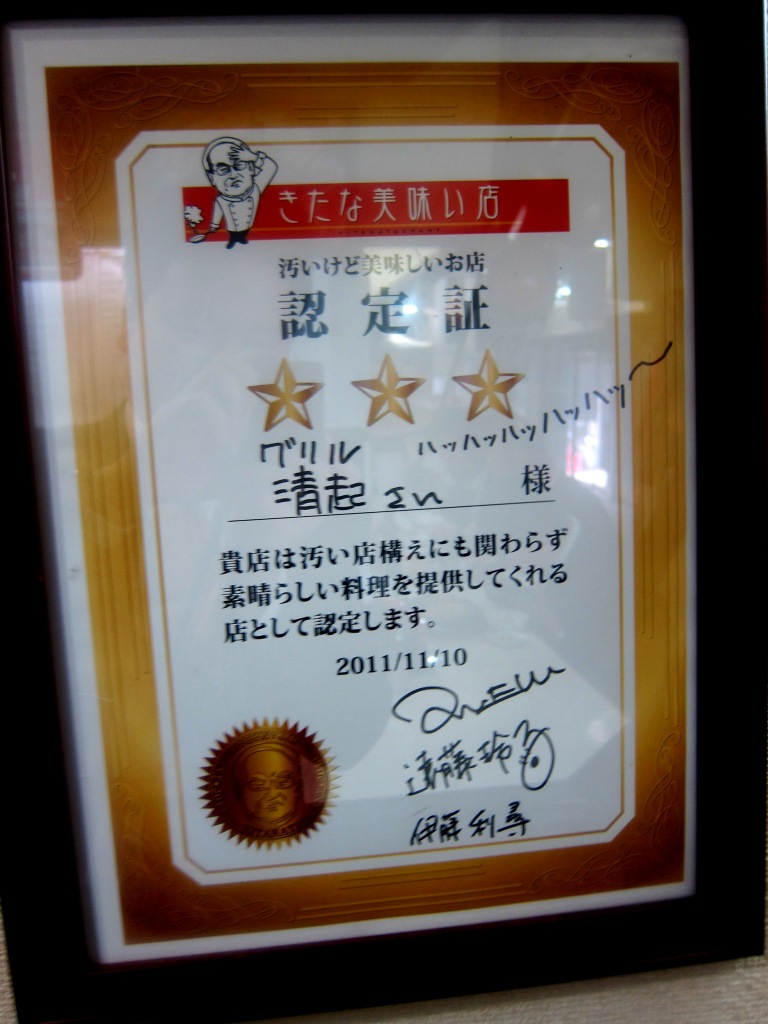 きたな美味い店
KITANATAURANT
汚いけど美味しいお店
認定証
グリル ハッハッハッハッハッハッ〜
清起さん 様
貴店は汚い店構えにも関わらず
素晴らしい料理を提供してくれる
店として認定します。
2011/11/10
遠藤玲子
伊藤利尋